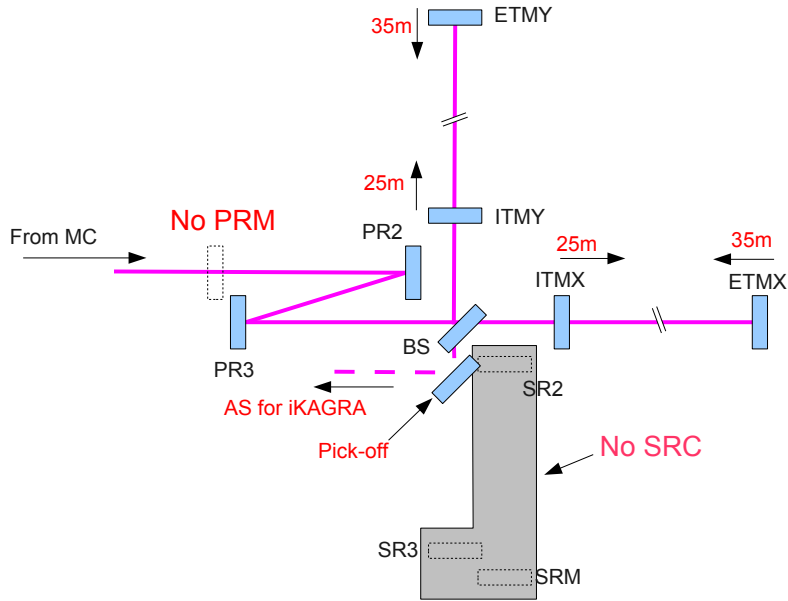 35m
ETMY
25m
ITMY
No PRM
PR2
From MC
25m
35m
ITMX
ETMX
BS
PR3
SR2
AS for iKAGRA
Pick-off
No SRC
SR3
SRM